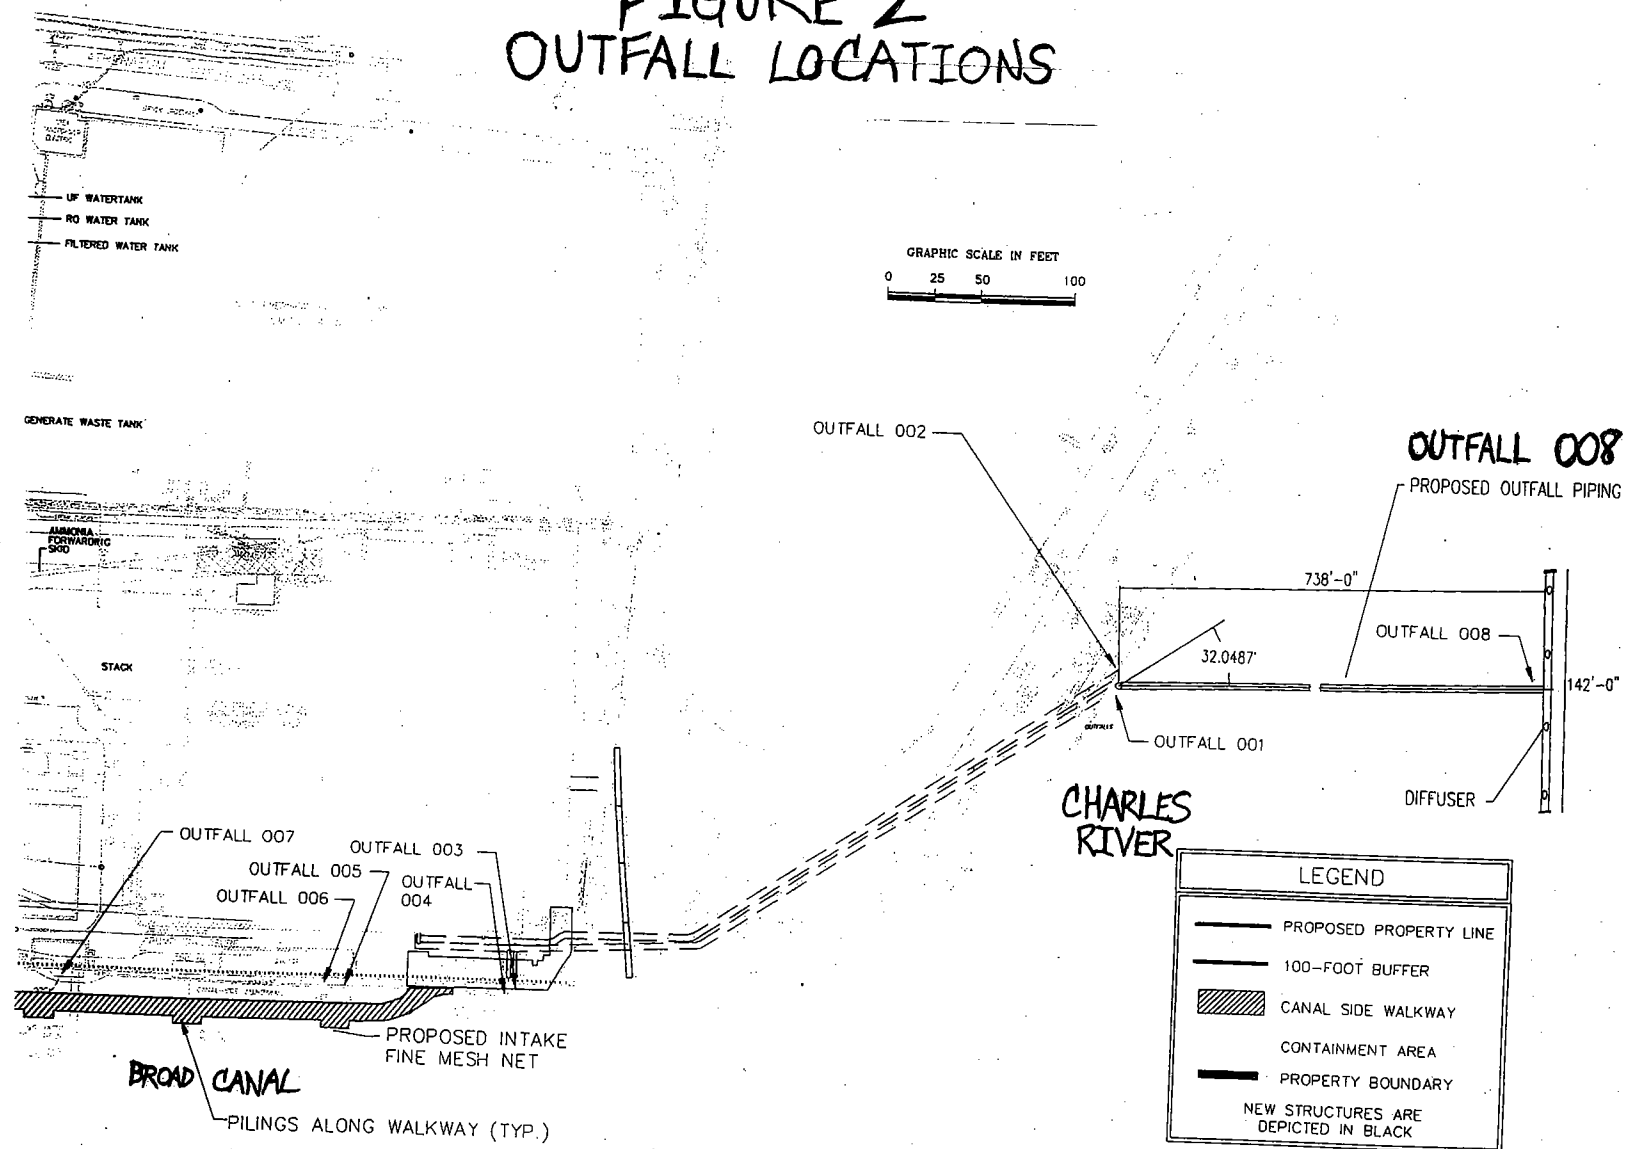 FIGURE 2
OUTFALL LOCATIONS
UF WATERTANK
RO WATER TANK
FILTERED WATER TANK
GRAPHIC SCALE IN FEET
0 25 50 100
GENERATE WASTE TANK
OUTFALL 002
OUTFALL 008
PROPOSED OUTFALL PIPING
AMMONIA
FORWARDING
SKID
738'-0"
OUTFALL 008
32.0487'
142'-0"
STACK
OUTFALLS
OUTFALL 001
CHARLES
RIVER
DIFFUSER
OUTFALL 007
OUTFALL 003
OUTFALL 005
OUTFALL
004
OUTFALL 006
PROPOSED INTAKE
FINE MESH NET
BROAD CANAL
PILINGS ALONG WALKWAY (TYP.)
LEGEND
PROPOSED PROPERTY LINE
100-FOOT BUFFER
CANAL SIDE WALKWAY
CONTAINMENT AREA
PROPERTY BOUNDARY
NEW STRUCTURES ARE
DEPICTED IN BLACK